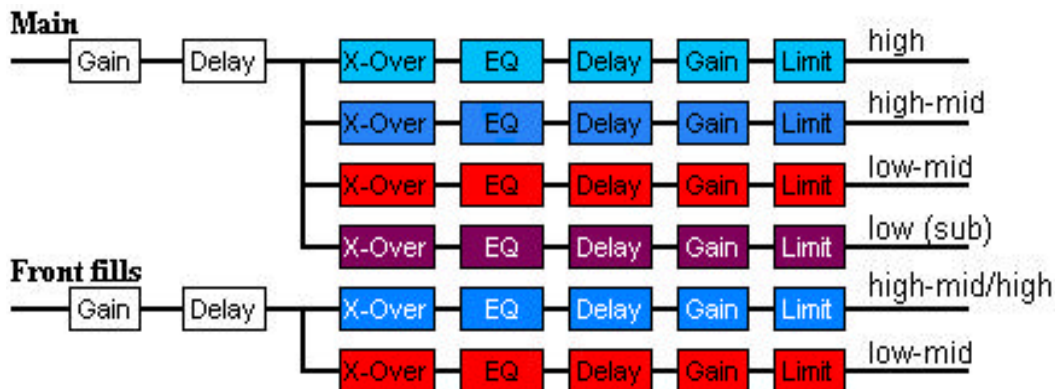 Main
Gain Delay X-Over EQ Delay Gain Limit high
X-Over EQ Delay Gain Limit high-mid
X-Over EQ Delay Gain Limit low-mid
X-Over EQ Delay Gain Limit low (sub)
Front fills
Gain Delay X-Over EQ Delay Gain Limit high-mid/high
X-Over EQ Delay Gain Limit low-mid